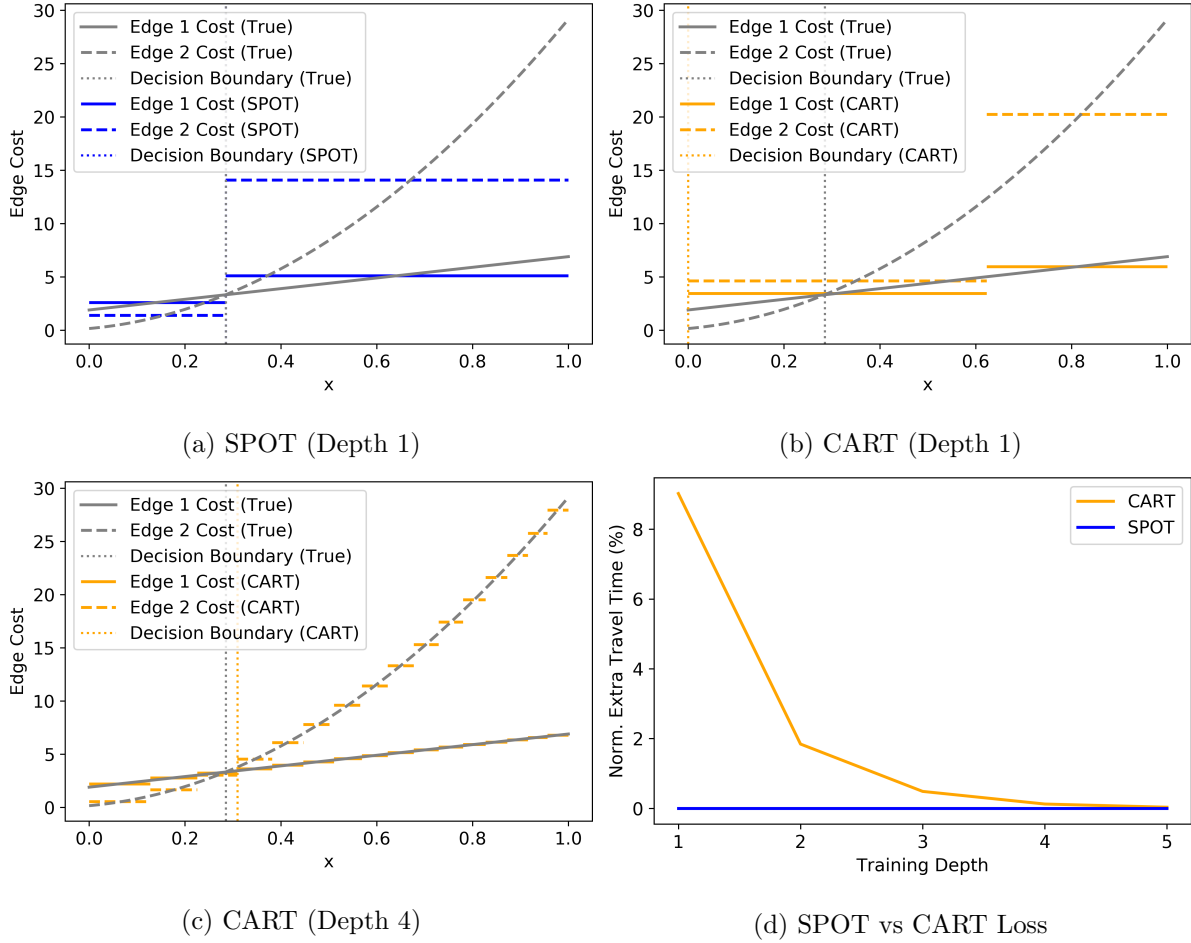 30
25
20
15
10
5
0
Edge Cost
Edge 1 Cost (True)
Edge 2 Cost (True)
Decision Boundary (True)
Edge 1 Cost (SPOT)
Edge 2 Cost (SPOT)
Decision Boundary (SPOT)
0.0 0.2 0.4 0.6 0.8 1.0
x
(a) SPOT (Depth 1)
30
25
20
15
10
5
0
Edge Cost
Edge 1 Cost (True)
Edge 2 Cost (True)
Decision Boundary (True)
Edge 1 Cost (CART)
Edge 2 Cost (CART)
Decision Boundary (CART)
0.0 0.2 0.4 0.6 0.8 1.0
x
(b) CART (Depth 1)
30
25
20
15
10
5
0
Edge Cost
Edge 1 Cost (True)
Edge 2 Cost (True)
Decision Boundary (True)
Edge 1 Cost (CART)
Edge 2 Cost (CART)
Decision Boundary (CART)
0.0 0.2 0.4 0.6 0.8 1.0
x
(c) CART (Depth 4)
8
6
4
2
0
Norm. Extra Travel Time (%)
CART
SPOT
1 2 3 4 5
Training Depth
(d) SPOT vs CART Loss